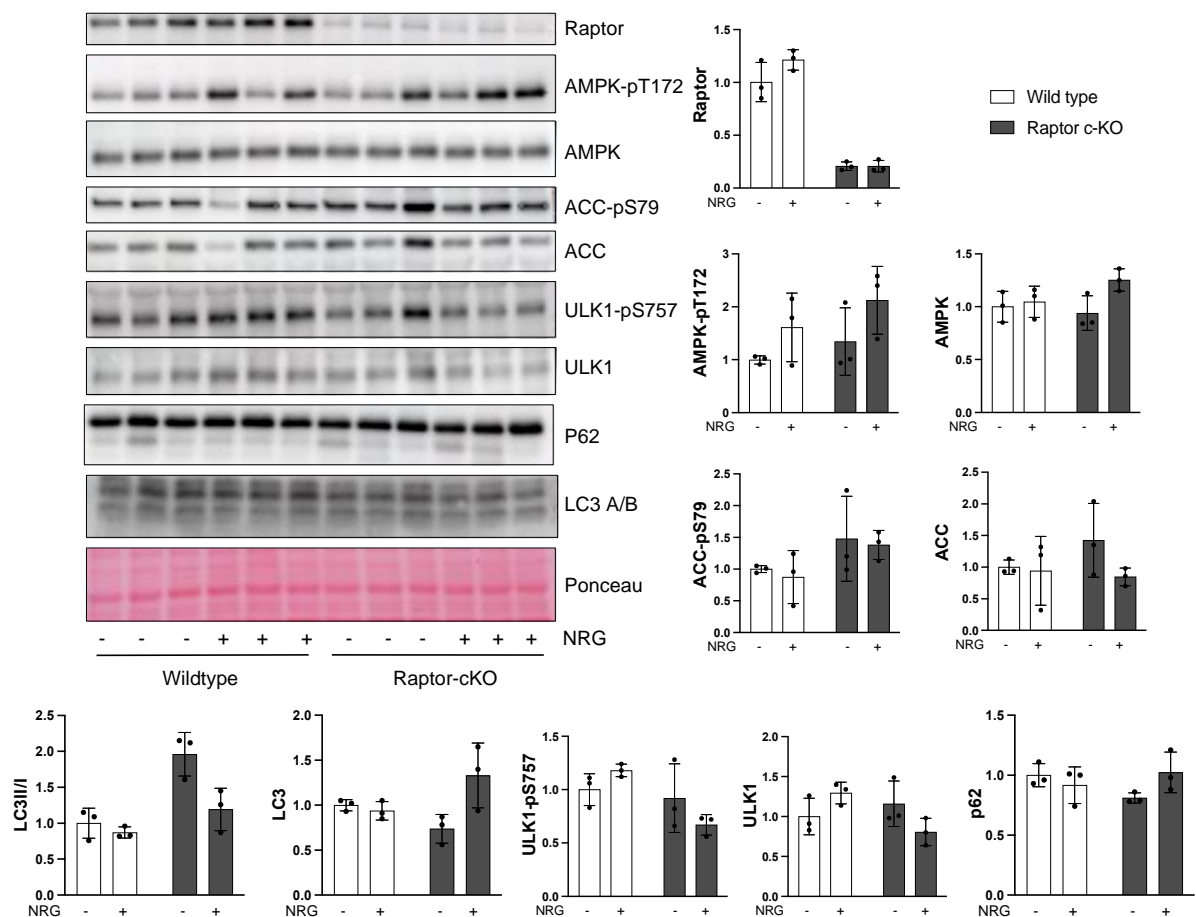 Raptor
AMPK-pT172
AMPK
ACC-pS79
ACC
ULK1-pS757
ULK1
P62
LC3 A/B
Ponceau
- - - + + + - - - + + + NRG
Wildtype Raptor-cKO
Raptor
1.5
1.0
0.5
0.0
NRG - + - +
Wild type
Raptor c-KO
AMPK-pT172
3
2
1
0
NRG - + - +
AMPK
1.5
1.0
0.5
0.0
NRG - + - +
ACC-pS79
2.5
2.0
1.5
1.0
0.5
0.0
NRG - + - +
ACC
2.5
2.0
1.5
1.0
0.5
0.0
NRG - + - +
LC3II/I
2.5
2.0
1.5
1.0
0.5
0.0
NRG - + - +
LC3
2.0
1.5
1.0
0.5
0.0
NRG - + - +
ULK1-pS757
1.5
1.0
0.5
0.0
NRG - + - +
ULK1
2.0
1.5
1.0
0.5
0.0
NRG - + - +
p62
1.5
1.0
0.5
0.0
NRG - + - +